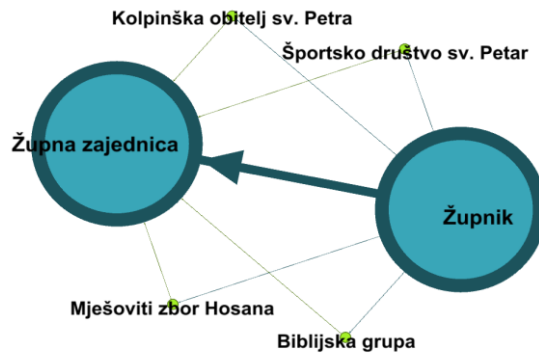 Kolpinška obitelj sv. Petra
Športsko društvo sv. Petar
Župna zajednica
Župnik
Mješoviti zbor Hosana
Biblijska grupa